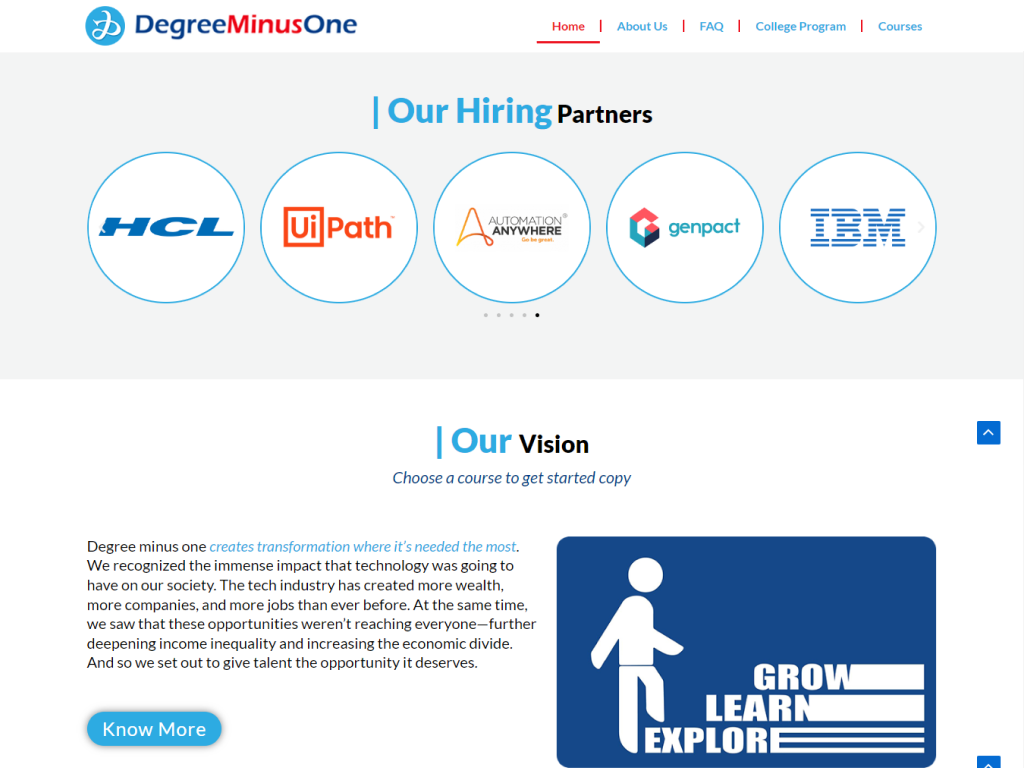 DegreeMinusOne
Home
About Us
FAQ
College Program
Courses
| Our Hiring Partners
HCL
UiPath™
AUTOMATION®
ANYWHERE
Go be great.
genpact
IBM
| Our Vision
Choose a course to get started copy
Degree minus one creates transformation where it's needed the most.
We recognized the immense impact that technology was going to
have on our society. The tech industry has created more wealth,
more companies, and more jobs than ever before. At the same time,
we saw that these opportunities weren't reaching everyone—further
deepening income inequality and increasing the economic divide.
And so we set out to give talent the opportunity it deserves.
Know More
GROW
LEARN
EXPLORE